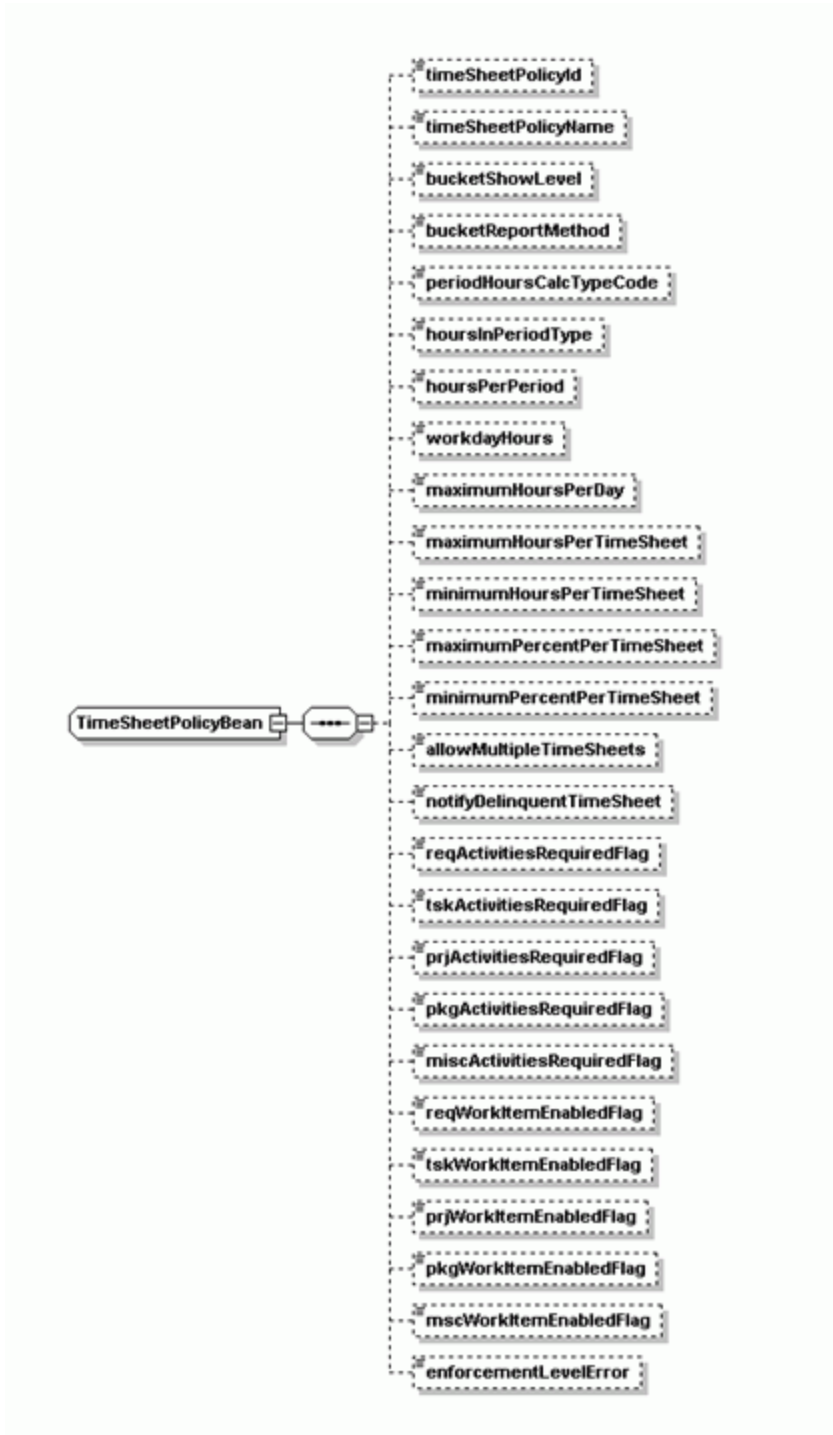 timeSheetPolicyId
timeSheetPolicyName
bucketShowLevel
bucketReportMethod
periodHoursCalcTypeCode
hoursInPeriodType
hoursPerPeriod
workdayHours
maximumHoursPerDay
maximumHoursPerTimeSheet
minimumHoursPerTimeSheet
maximumPercentPerTimeSheet
minimumPercentPerTimeSheet
TimeSheetPolicyBean
allowMultipleTimeSheets
notifyDelinquentTimeSheet
reqActivitiesRequiredFlag
tskActivitiesRequiredFlag
prjActivitiesRequiredFlag
pkgActivitiesRequiredFlag
miscActivitiesRequiredFlag
reqWorkItemEnabledFlag
tskWorkItemEnabledFlag
prjWorkItemEnabledFlag
pkgWorkItemEnabledFlag
mscWorkItemEnabledFlag
enforcementLevelError